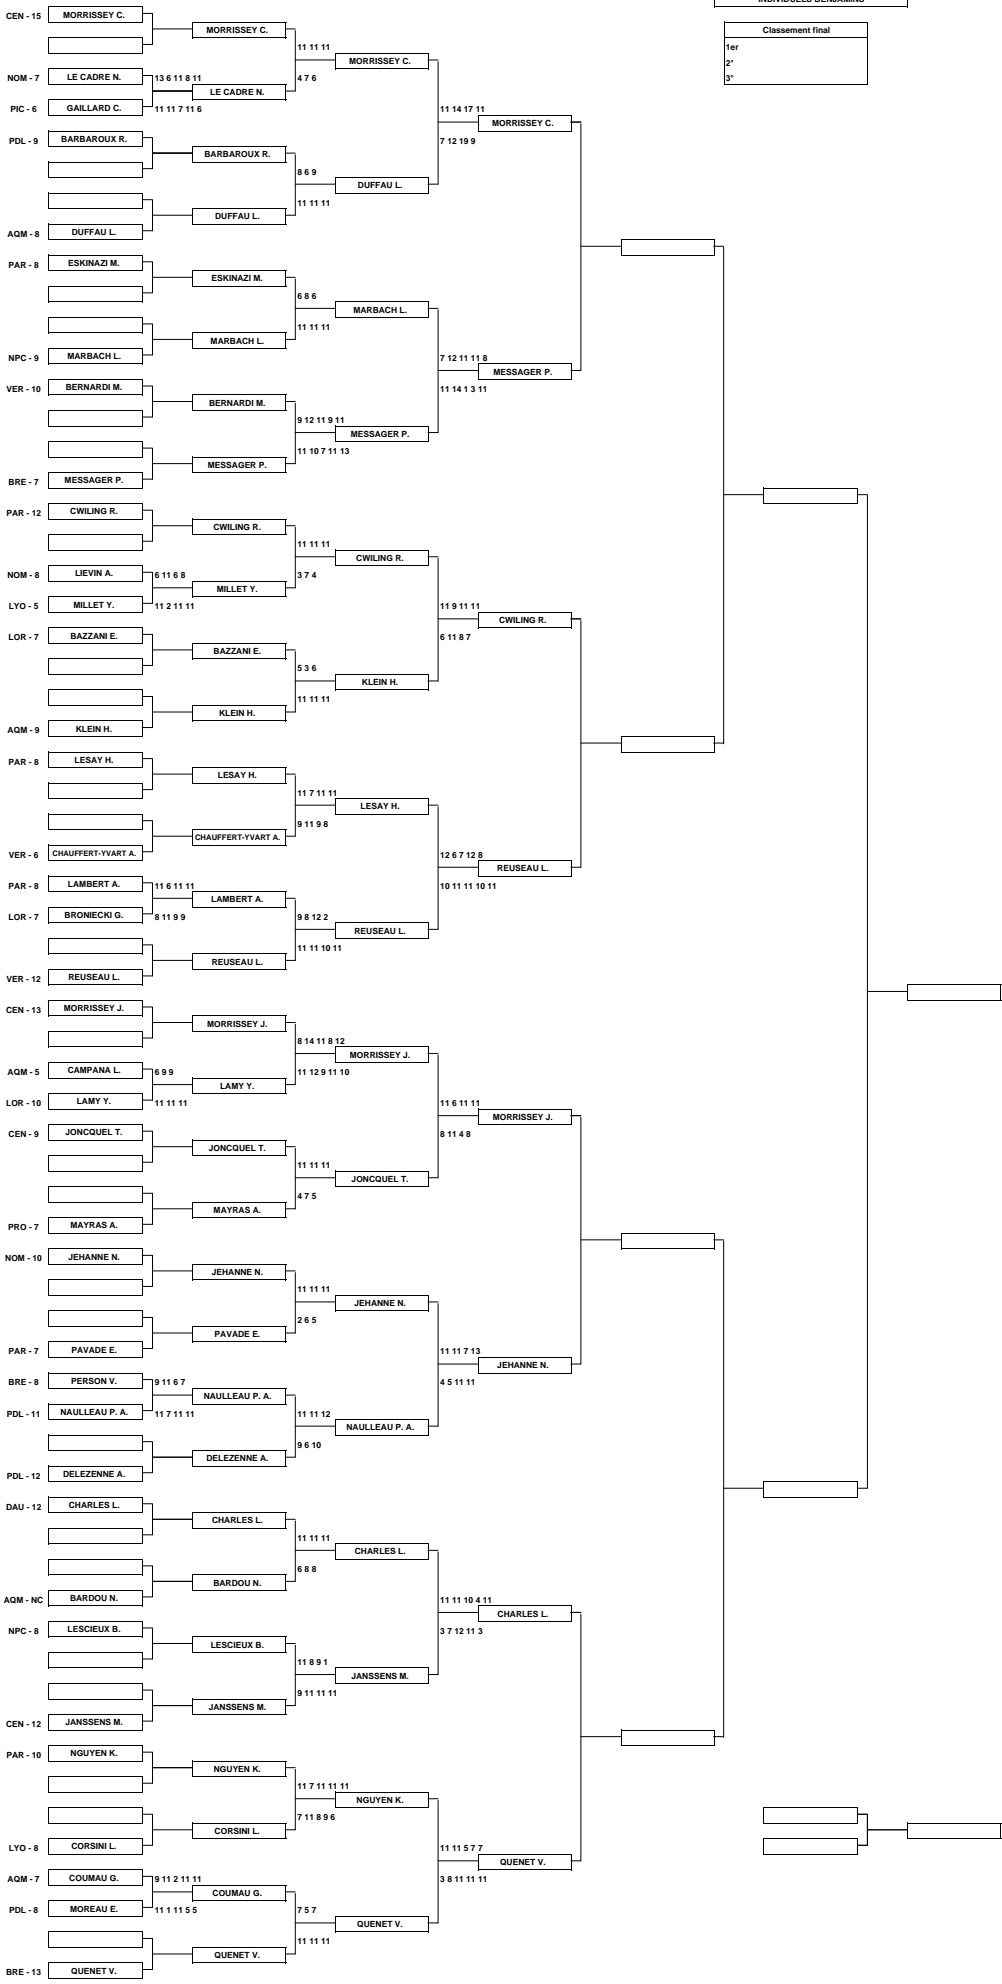 INDIVIDUELS BENJAMINS
Classement final
1er
2°
3°
CEN - 15 MORRISSEY C.
MORRISSEY C.
11 11 11
MORRISSEY C.
4 7 6
NOM - 7 LE CADRE N. 13 6 11 8 11
LE CADRE N.
PIC - 6 GAILLARD C. 11 11 7 11 6
11 14 17 11
MORRISSEY C.
7 12 19 9
PDL - 9 BARBAROUX R.
BARBAROUX R.
8 6 9
DUFFAU L.
11 11 11
DUFFAU L.
AQM - 8 DUFFAU L.
PAR - 8 ESKINAZI M.
ESKINAZI M.
6 8 6
MARBACH L.
11 11 11
MARBACH L.
NPC - 9 MARBACH L.
7 12 11 11 8
MESSAGER P.
11 14 1 3 11
VER - 10 BERNARDI M.
BERNARDI M.
9 12 11 9 11
MESSAGER P.
11 10 7 11 13
MESSAGER P.
BRE - 7 MESSAGER P.
PAR - 12 CWILING R.
CWILING R.
11 11 11
CWILING R.
3 7 4
NOM - 8 LIEVIN A. 6 11 6 8
MILLET Y.
LYO - 5 MILLET Y. 11 2 11 11
11 9 11 11
CWILING R.
6 11 8 7
LOR - 7 BAZZANI E.
BAZZANI E.
5 3 6
KLEIN H.
11 11 11
KLEIN H.
AQM - 9 KLEIN H.
PAR - 8 LESAY H.
LESAY H.
11 7 11 11
LESAY H.
9 11 9 8
CHAUFFERT-YVART A.
VER - 6 CHAUFFERT-YVART A.
12 6 7 12 8
REUSEAU L.
10 11 11 10 11
PAR - 8 LAMBERT A. 11 6 11 11
LAMBERT A.
LOR - 7 BRONIECKI G. 8 11 9 9
9 8 12 2
REUSEAU L.
11 11 10 11
REUSEAU L.
VER - 12 REUSEAU L.
CEN - 13 MORRISSEY J.
MORRISSEY J.
8 14 11 8 12
MORRISSEY J.
11 12 9 11 10
AQM - 5 CAMPANA L. 6 9 9
LAMY Y.
LOR - 10 LAMY Y. 11 11 11
11 6 11 11
MORRISSEY J.
8 11 4 8
CEN - 9 JONCQUEL T.
JONCQUEL T.
11 11 11
JONCQUEL T.
4 7 5
MAYRAS A.
PRO - 7 MAYRAS A.
NOM - 10 JEHANNE N.
JEHANNE N.
11 11 11
JEHANNE N.
2 6 5
PAVADE E.
PAR - 7 PAVADE E.
11 11 7 13
JEHANNE N.
4 5 11 11
BRE - 8 PERSON V. 9 11 6 7
NAULLEAU P. A.
PDL - 11 NAULLEAU P. A. 11 7 11 11
11 11 12
NAULLEAU P. A.
9 6 10
DELEZENNE A.
PDL - 12 DELEZENNE A.
DAU - 12 CHARLES L.
CHARLES L.
11 11 11
CHARLES L.
6 8 8
BARDOU N.
AQM - NC BARDOU N.
11 11 10 4 11
CHARLES L.
3 7 12 11 3
NPC - 8 LESCIEUX B.
LESCIEUX B.
11 8 9 1
JANSSENS M.
9 11 11 11
JANSSENS M.
CEN - 12 JANSSENS M.
PAR - 10 NGUYEN K.
NGUYEN K.
11 7 11 11 11
NGUYEN K.
7 11 8 9 6
CORSINI L.
LYO - 8 CORSINI L.
11 11 5 7 7
QUENET V.
3 8 11 11 11
AQM - 7 COUMAU G. 9 11 2 11 11
COUMAU G.
PDL - 8 MOREAU E. 11 1 11 5 5
7 5 7
QUENET V.
11 11 11
QUENET V.
BRE - 13 QUENET V.